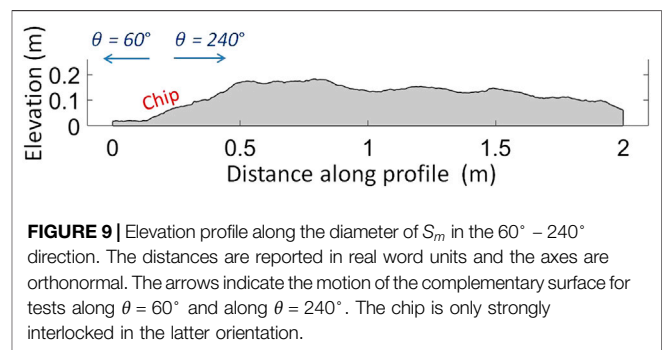 θ = 60° θ = 240°
Elevation (m)
0.2
0.1
0
Chip
0 0.5 1 1.5 2
Distance along profile (m)
FIGURE 9 | Elevation profile along the diameter of Sm in the 60° – 240°
direction. The distances are reported in real word units and the axes are
orthonormal. The arrows indicate the motion of the complementary surface for
tests along θ = 60° and along θ = 240°. The chip is only strongly
interlocked in the latter orientation.